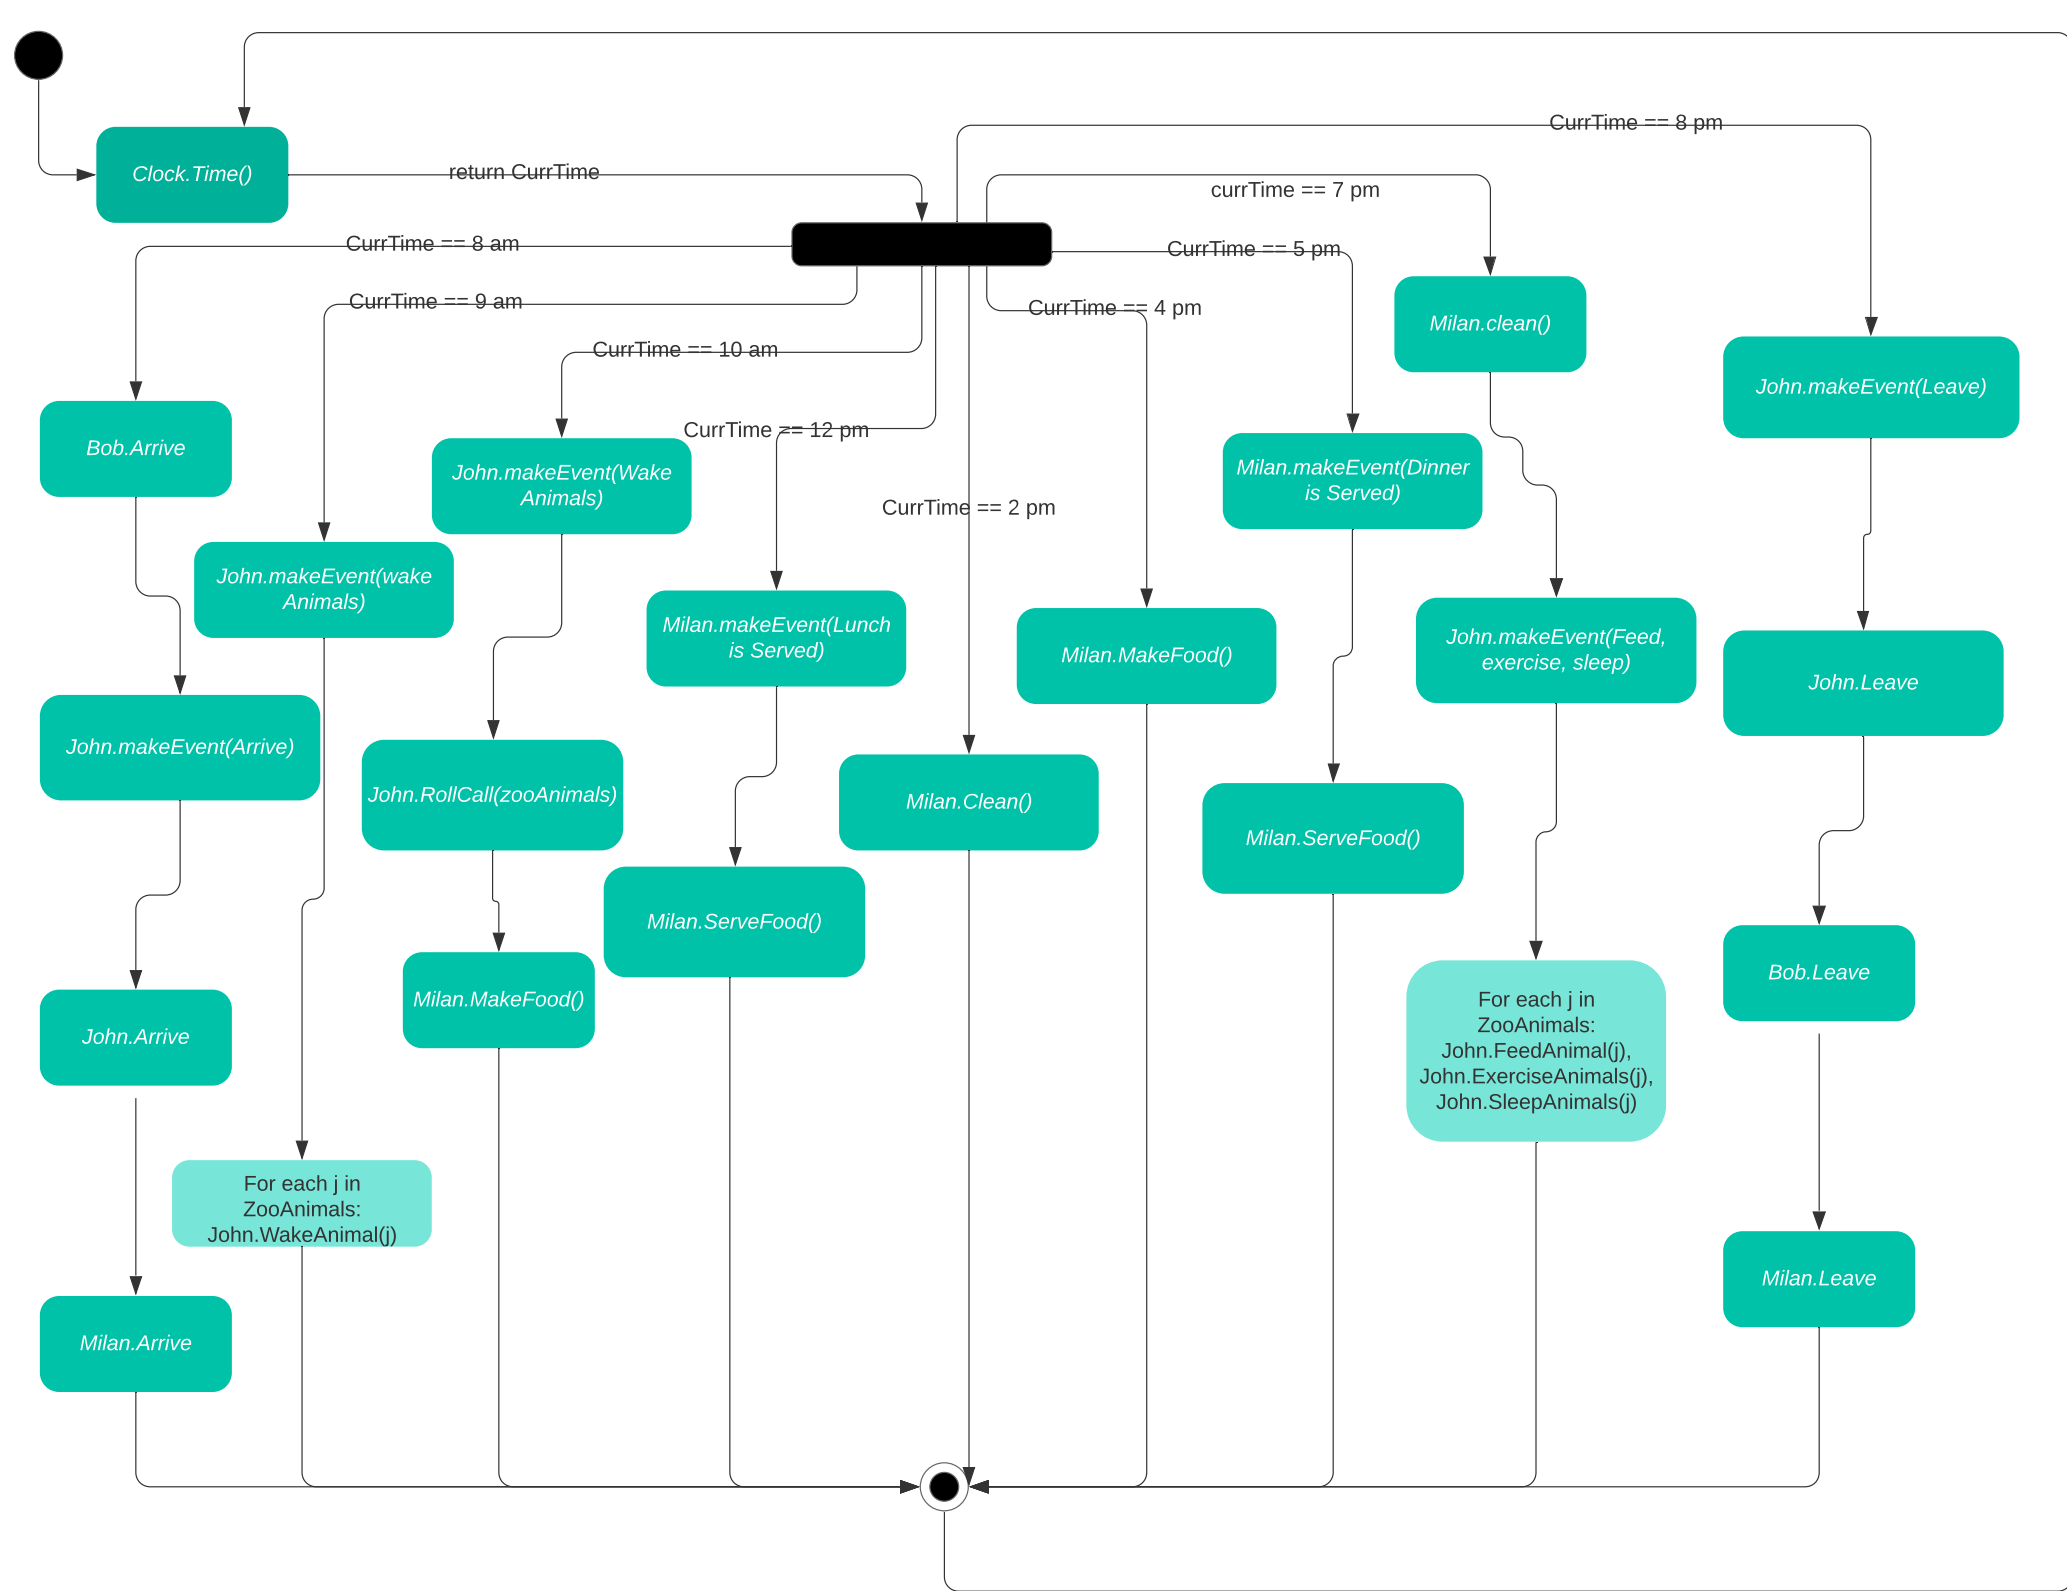 CurrTime == 8 pm
Clock.Time()
return CurrTime
currTime == 7 pm
CurrTime == 8 am
CurrTime == 5 pm
CurrTime == 9 am
CurrTime == 4 pm
Milan.clean()
CurrTime == 10 am
John.makeEvent(Leave)
CurrTime == 12 pm
Bob.Arrive
John.makeEvent(Wake
Animals)
Milan.makeEvent(Dinner
is Served)
CurrTime == 2 pm
John.makeEvent(wake
Animals)
Milan.makeEvent(Lunch
is Served)
Milan.MakeFood()
John.makeEvent(Feed,
exercise, sleep)
John.Leave
John.makeEvent(Arrive)
John.RollCall(zooAnimals)
Milan.Clean()
Milan.ServeFood()
Milan.ServeFood()
Bob.Leave
Milan.MakeFood()
For each j in
ZooAnimals:
John.FeedAnimal(j),
John.ExerciseAnimals(j),
John.SleepAnimals(j)
John.Arrive
For each j in
ZooAnimals:
John.WakeAnimal(j)
Milan.Leave
Milan.Arrive